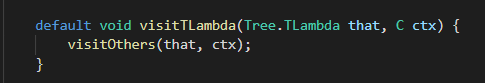 default void visitTLambda(Tree.TLambda that, C ctx) {
    visitOthers(that, ctx);
}